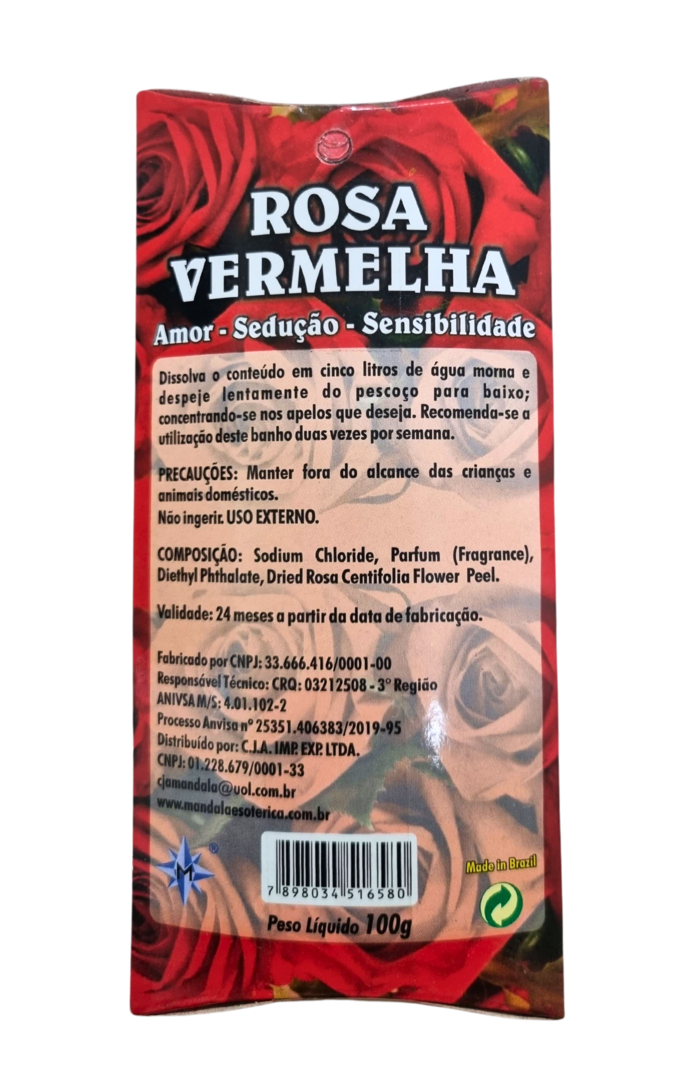 ROSA
VERMELHA
Amor - Sedução - Sensibilidade
Dissolva o conteúdo em cinco litros de água morna e
despeje lentamente do pescoço para baixo;
concentrando-se nos apelos que deseja. Recomenda-se a
utilização deste banho duas vezes por semana.
PRECAUÇÕES: Manter fora do alcance das crianças e
animais domésticos.
Não ingerir. USO EXTERNO.
COMPOSIÇÃO: Sodium Chloride, Parfum (Fragrance),
Diethyl Phthalate, Dried Rosa Centifolia Flower Peel.
Validade: 24 meses a partir da data de fabricação.
Fabricado por CNPJ: 33.666.416/0001-00
Responsável Técnico: CRQ: 03212508 - 3º Região
ANIVSA M/S: 4.01.102-2
Processo Anvisa nº 25351.406383/2019-95
Distribuído por: C.J.A. IMP. EXP. LTDA.
CNPJ: 01.228.679/0001-33
cjamandala@uol.com.br
www.mandalaesoterica.com.br
M ®
7 898034 516580
Made in Brazil
Peso Líquido 100g